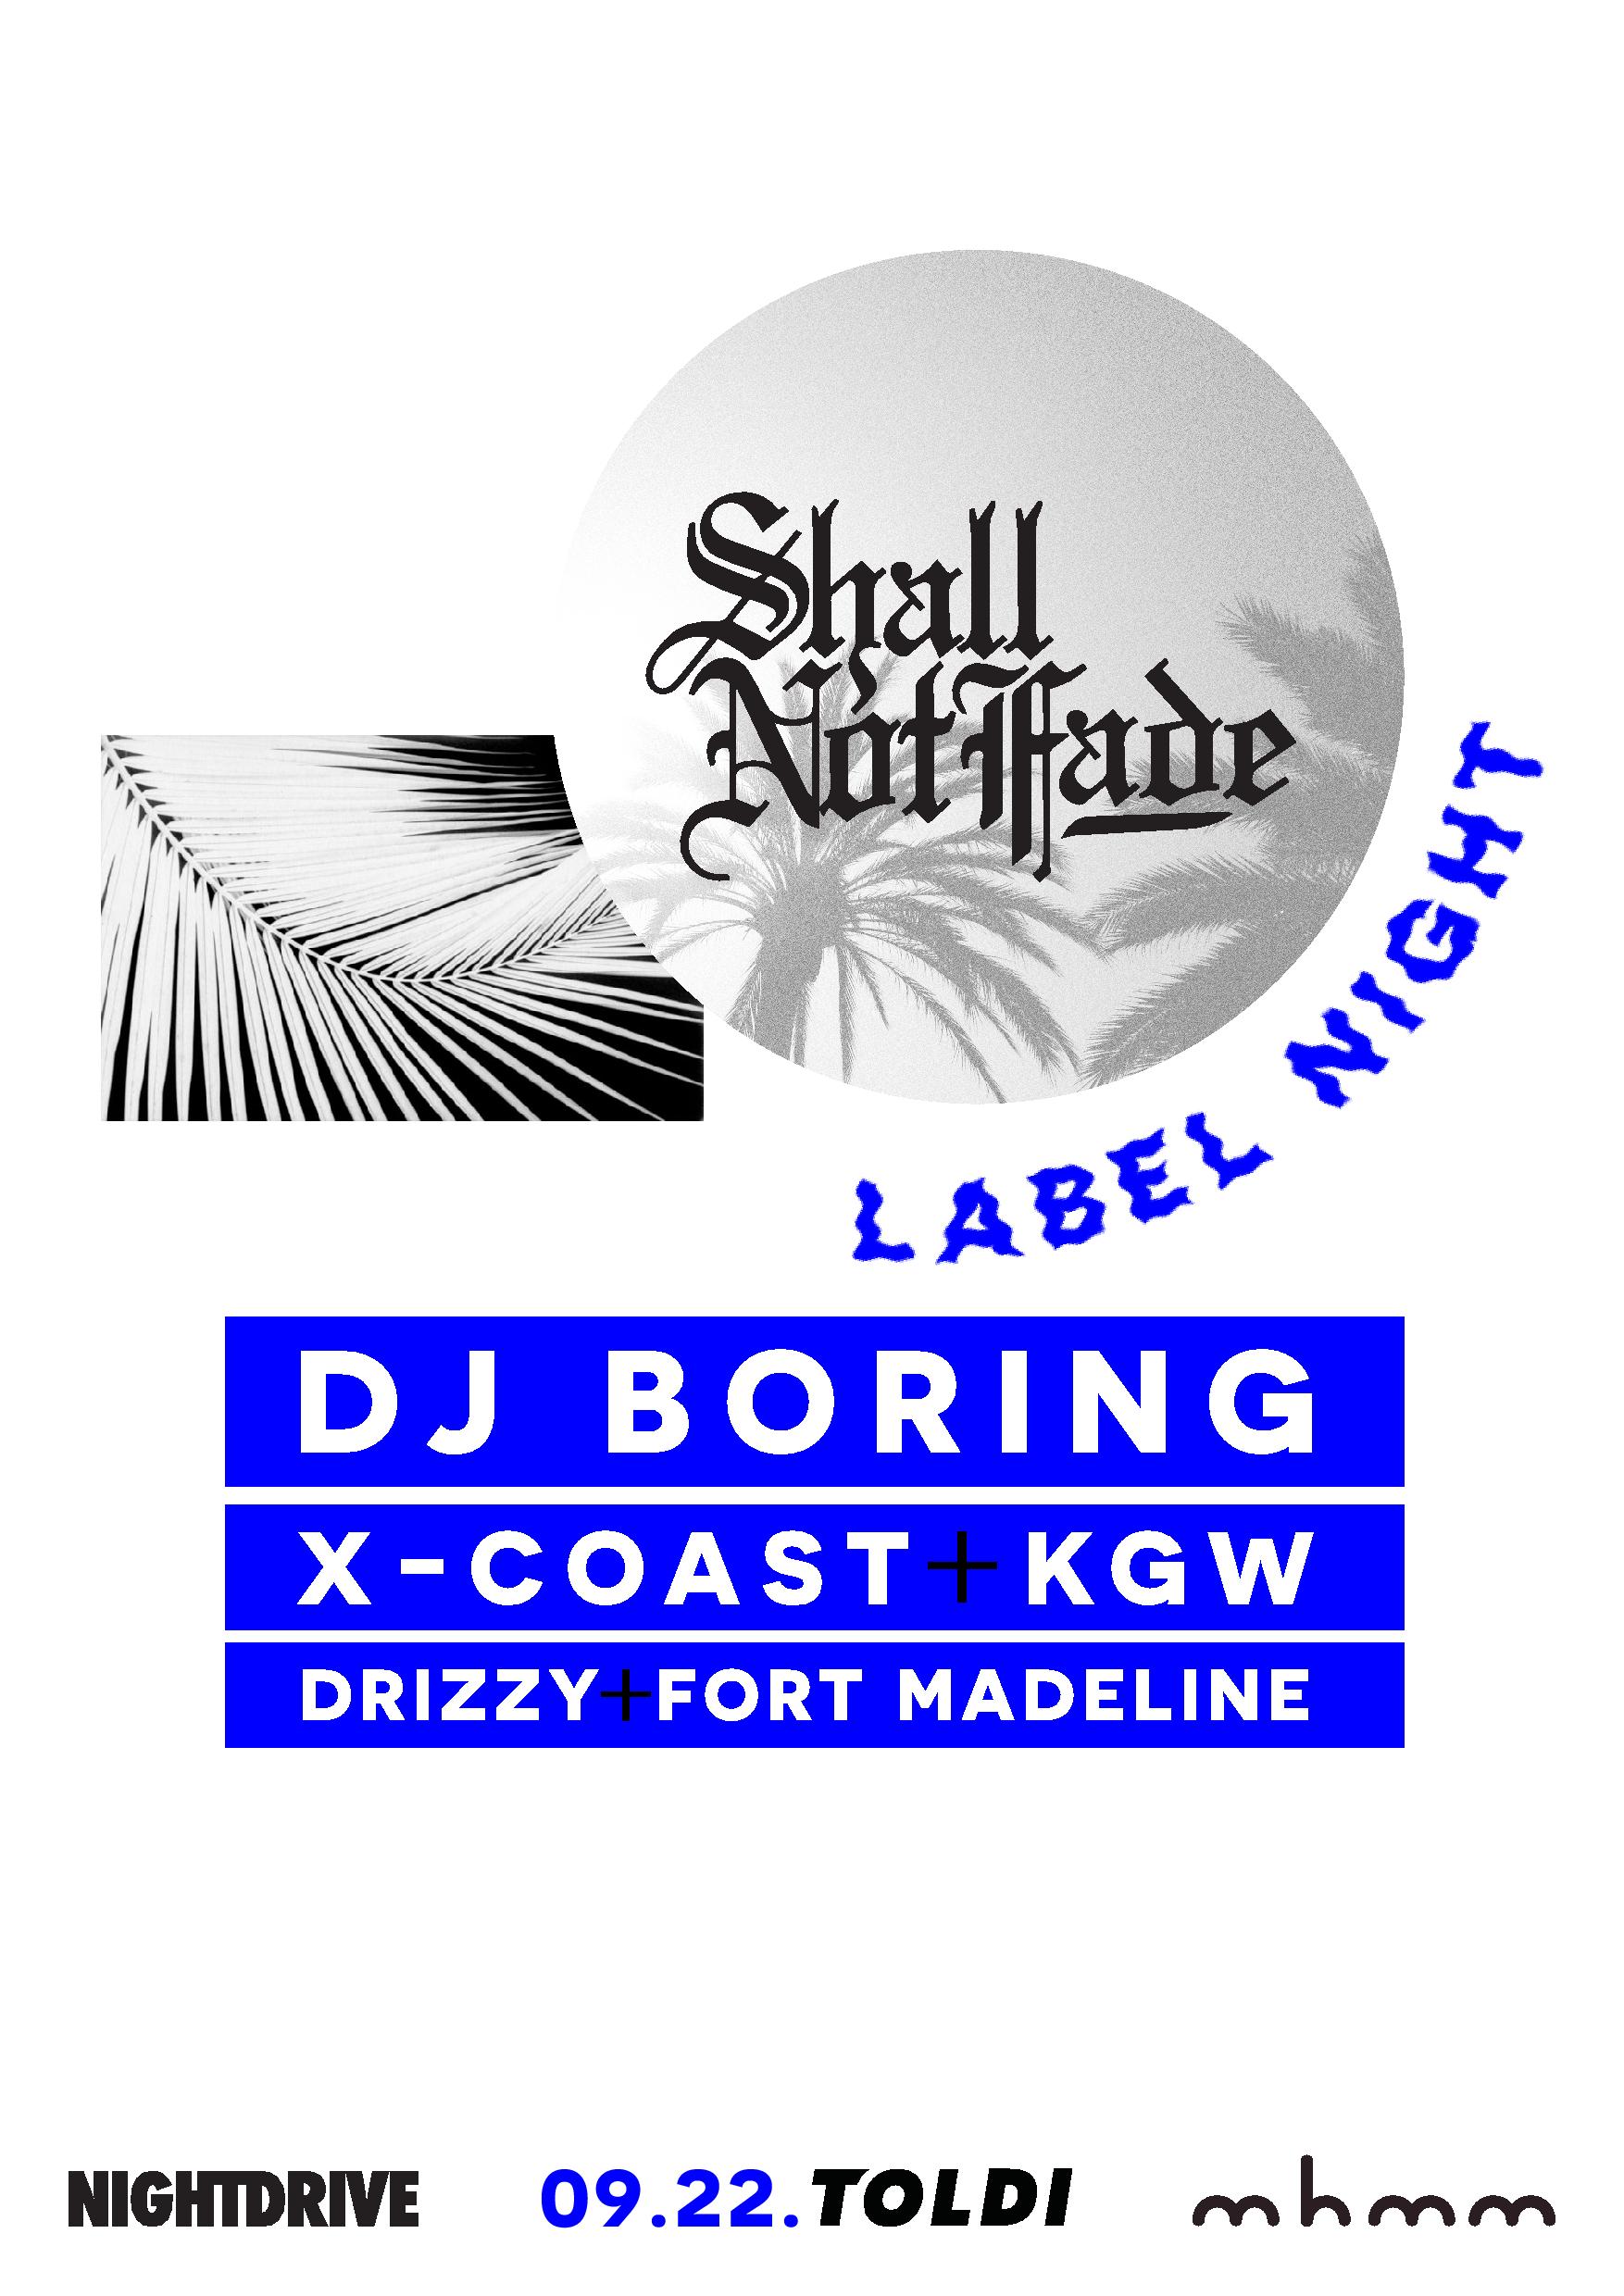 Shall
Not Fade
LABEL NIGHT
DJ BORING
X-COAST+KGW
DRIZZY+FORT MADELINE
NIGHTDRIVE
09.22. TOLDI
mhmm